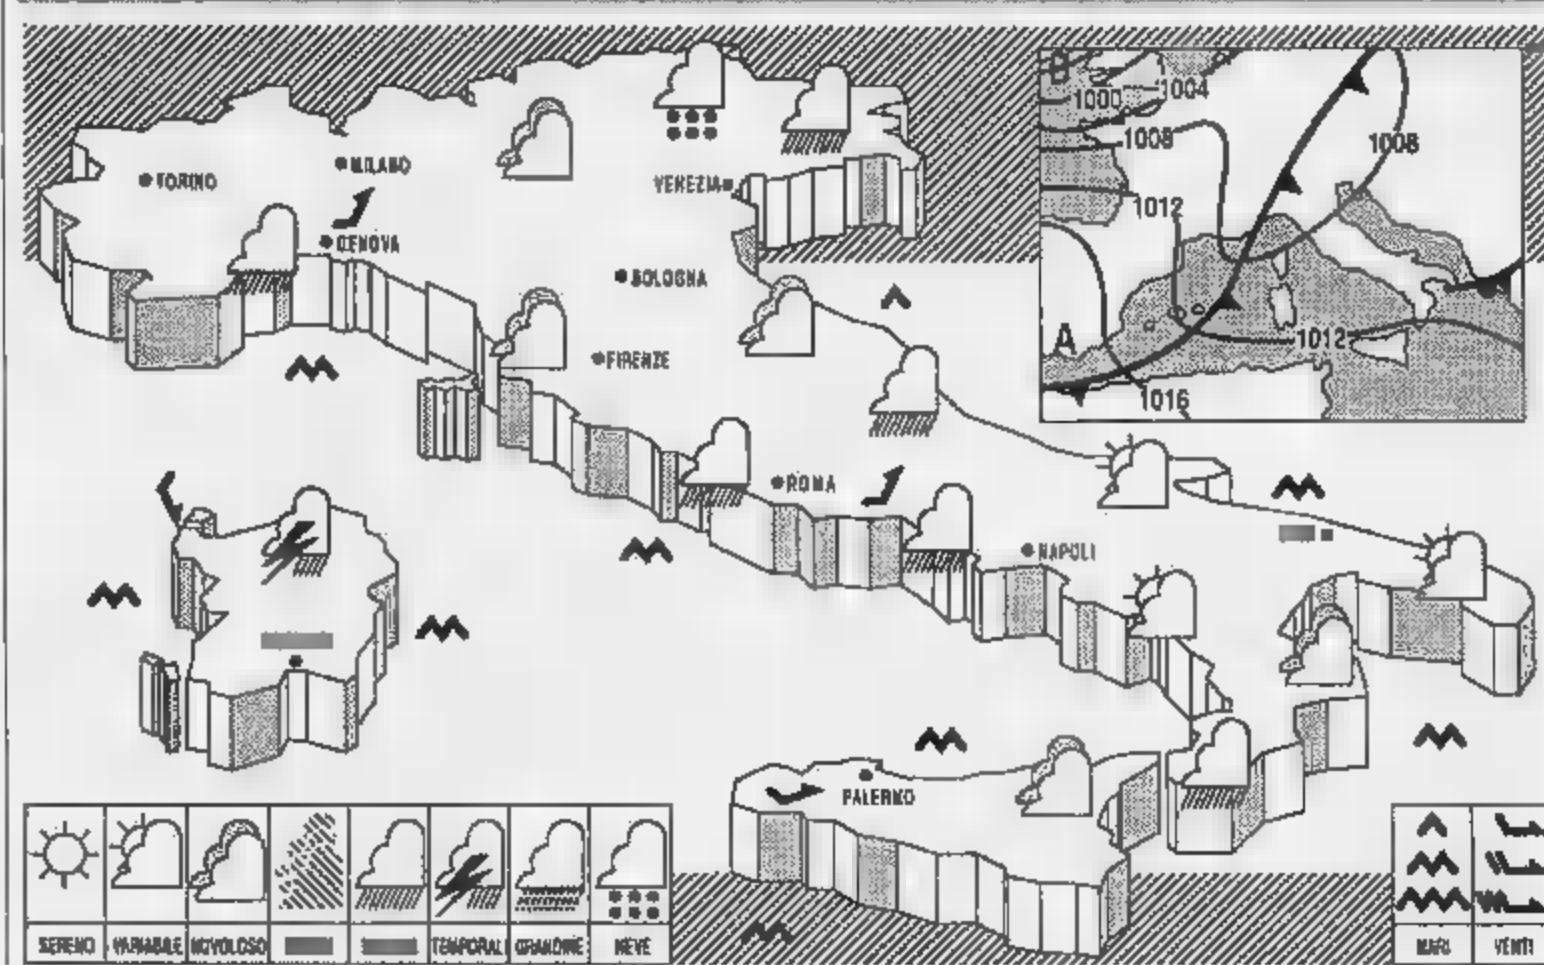 B
1000
1004
1008
1008
1012
A
1012
1016
TORINO
MILANO
VENEZIA
GENOVA
BOLOGNA
FIRENZE
ROMA
NAPOLI
PALERMO
SERENO
VARIABILE
NUVOLOSO
TEMPORALI
GRANDINE
NEVE
MARI
VENTI